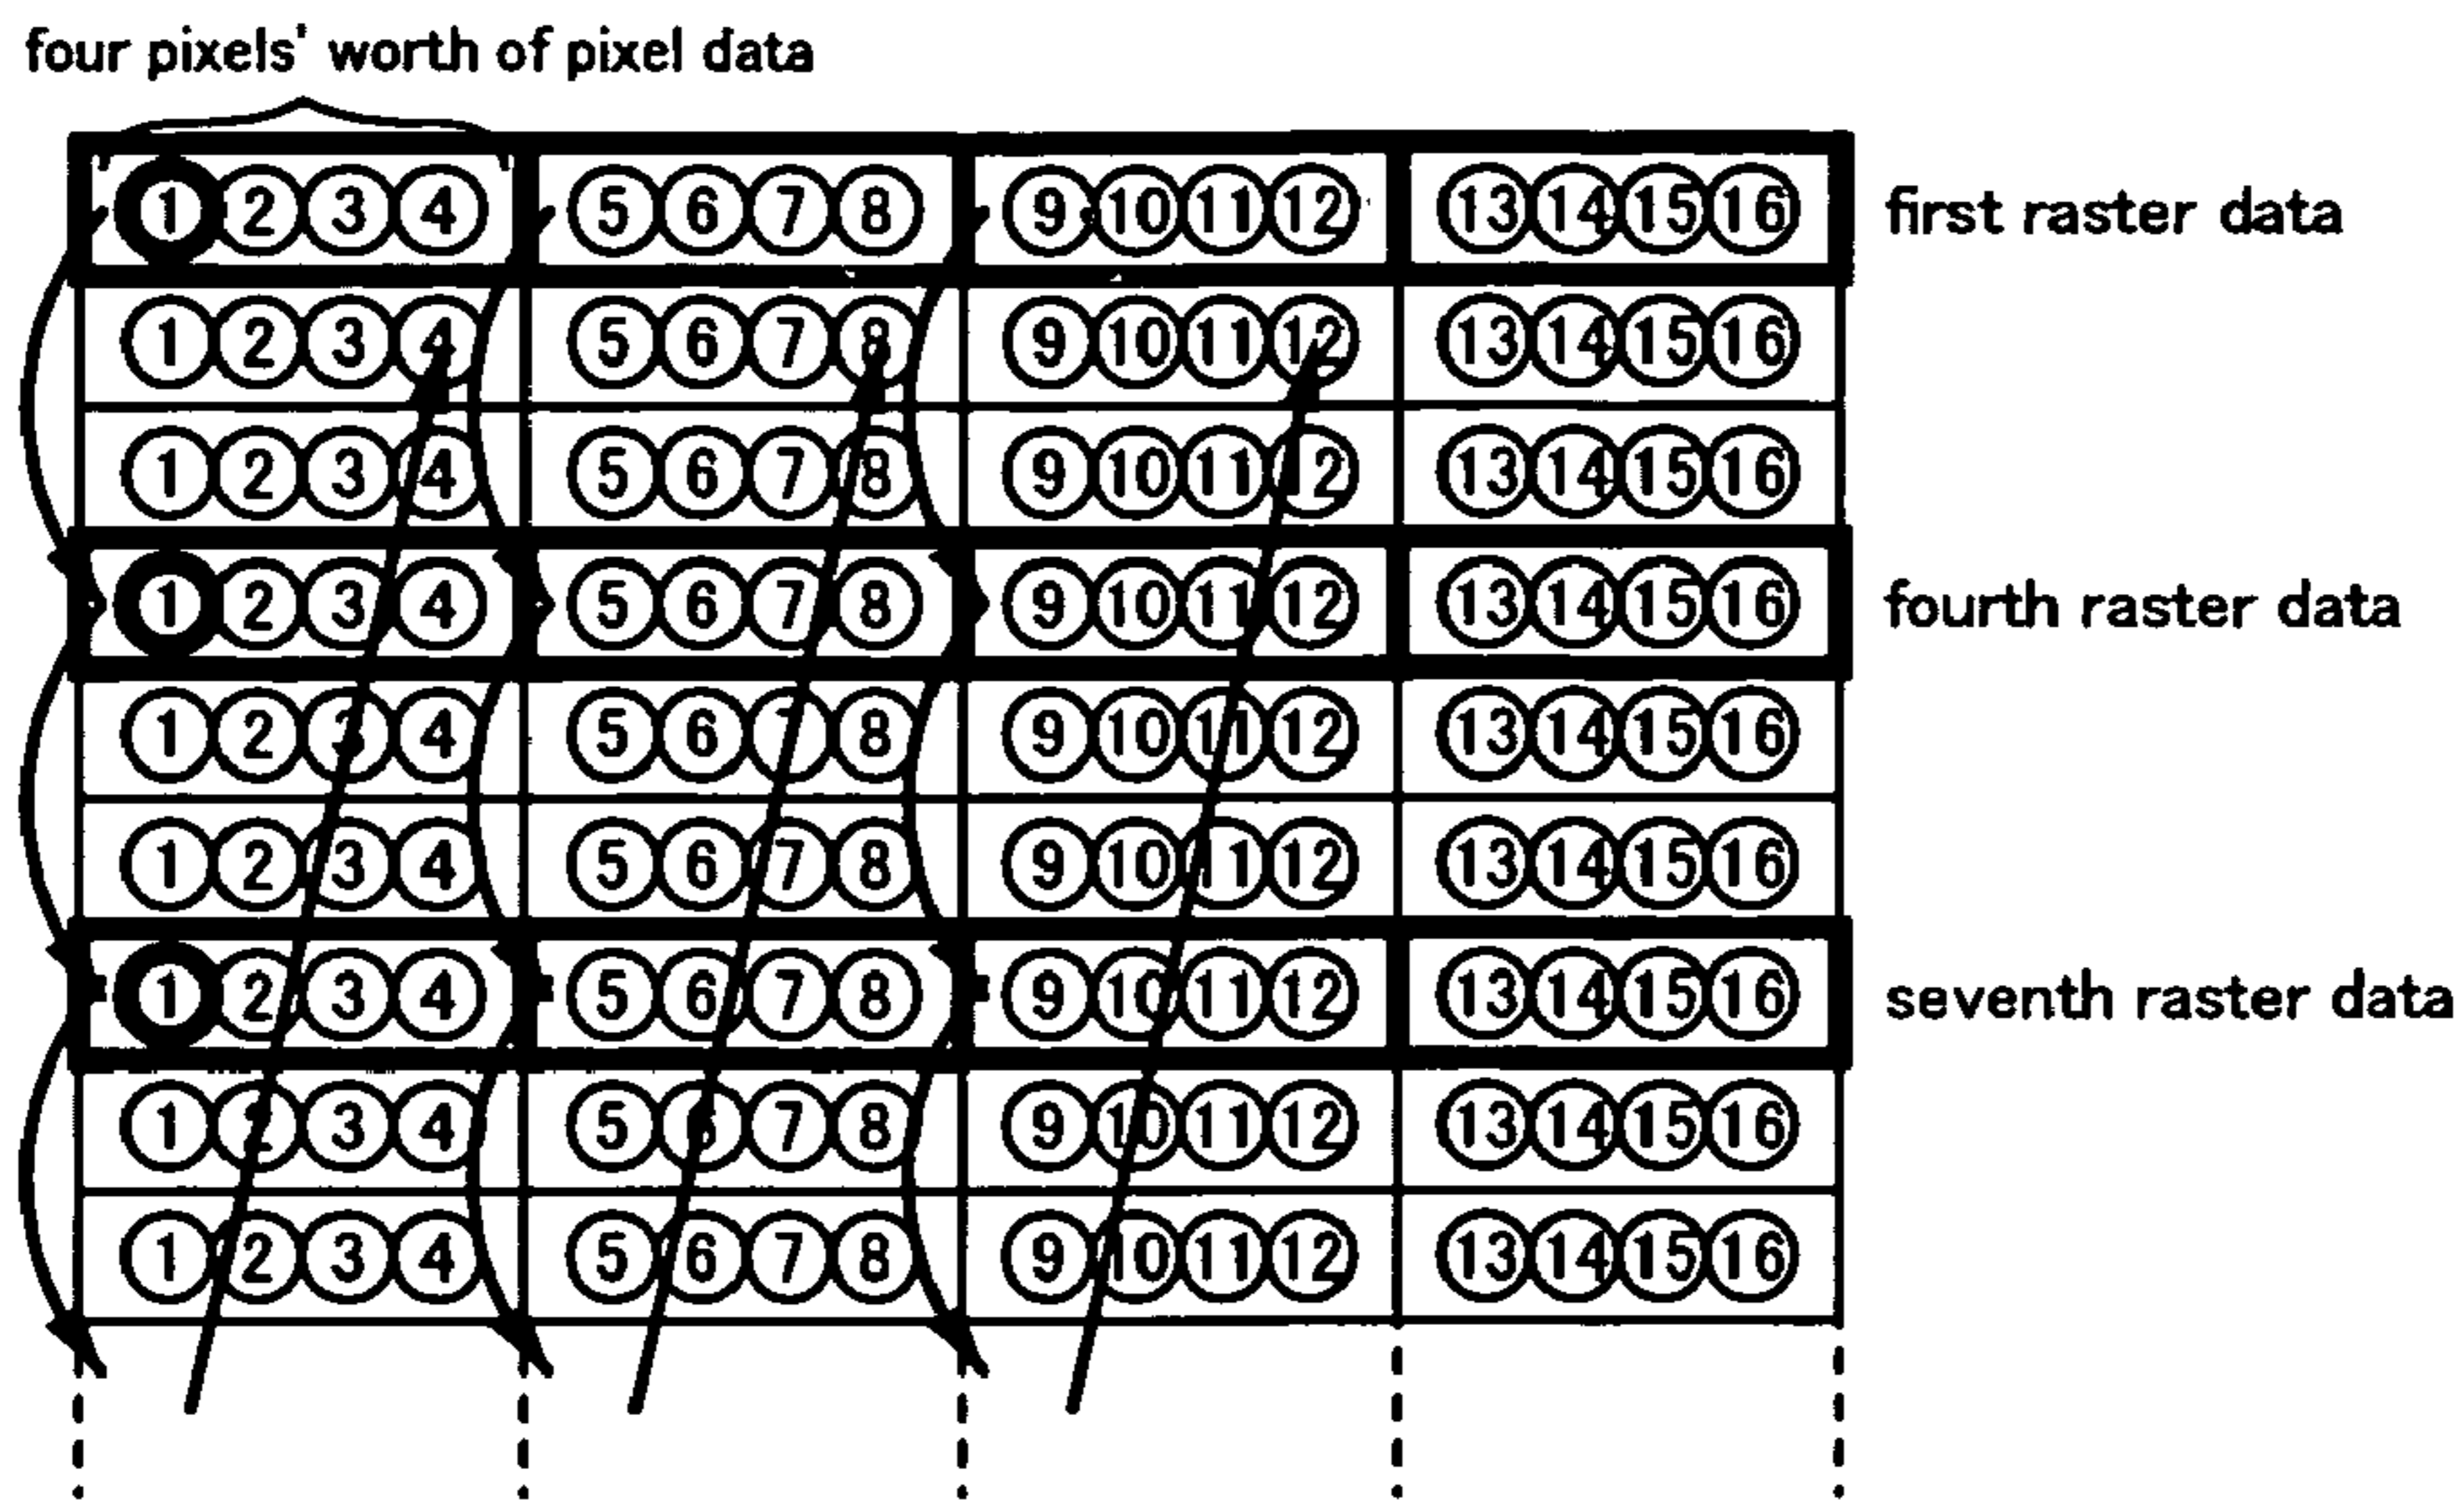 four pixels' worth of pixel data
1 2 3 4 5 6 7 8 9 10 11 12 13 14 15 16 first raster data
1 2 3 4 5 6 7 8 9 10 11 12 13 14 15 16
1 2 3 4 5 6 7 8 9 10 11 12 13 14 15 16
1 2 3 4 5 6 7 8 9 10 11 12 13 14 15 16 fourth raster data
1 2 3 4 5 6 7 8 9 10 11 12 13 14 15 16
1 2 3 4 5 6 7 8 9 10 11 12 13 14 15 16
1 2 3 4 5 6 7 8 9 10 11 12 13 14 15 16 seventh raster data
1 2 3 4 5 6 7 8 9 10 11 12 13 14 15 16
1 2 3 4 5 6 7 8 9 10 11 12 13 14 15 16